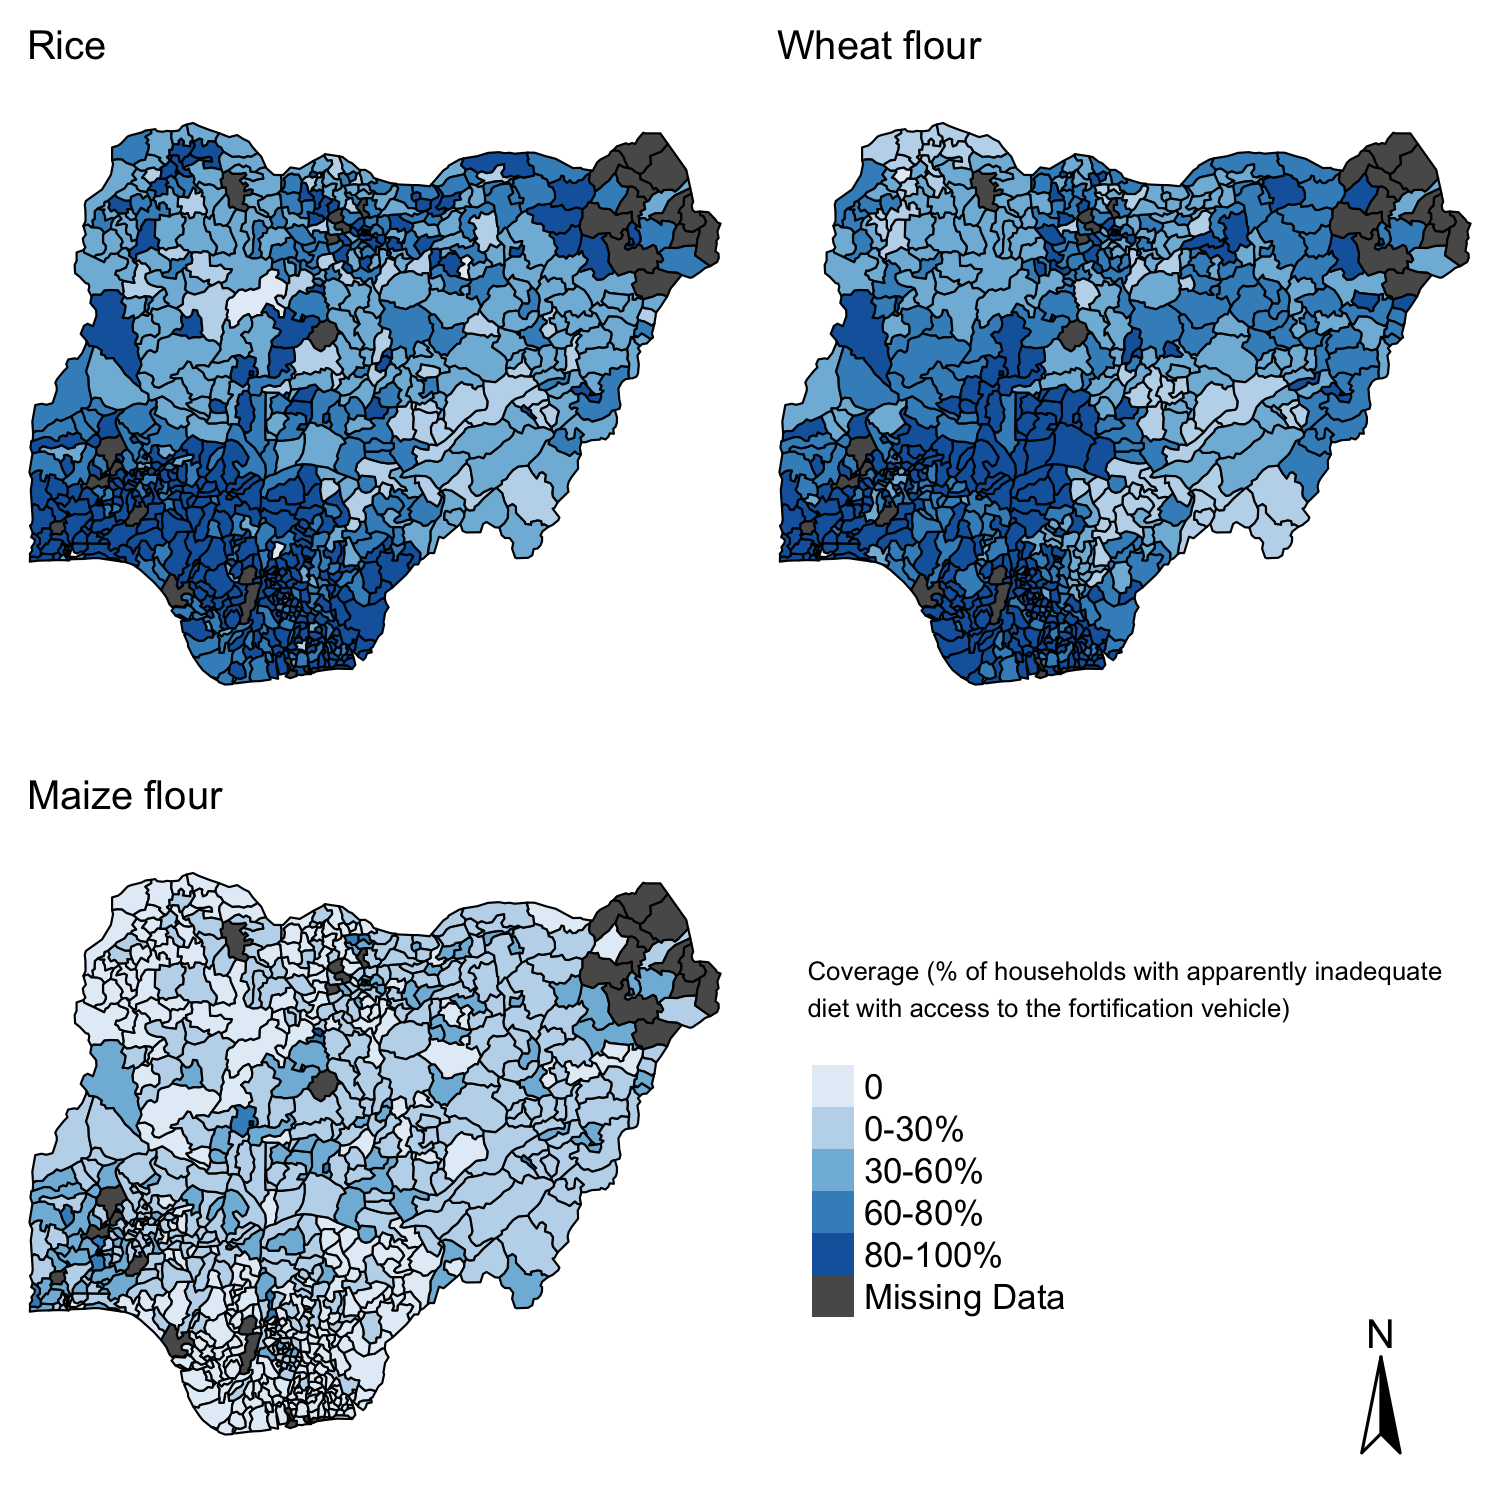 Rice
Wheat flour
Maize flour
Coverage (% of households with apparently inadequate
diet with access to the fortification vehicle)
0
0-30%
30-60%
60-80%
80-100%
Missing Data
N